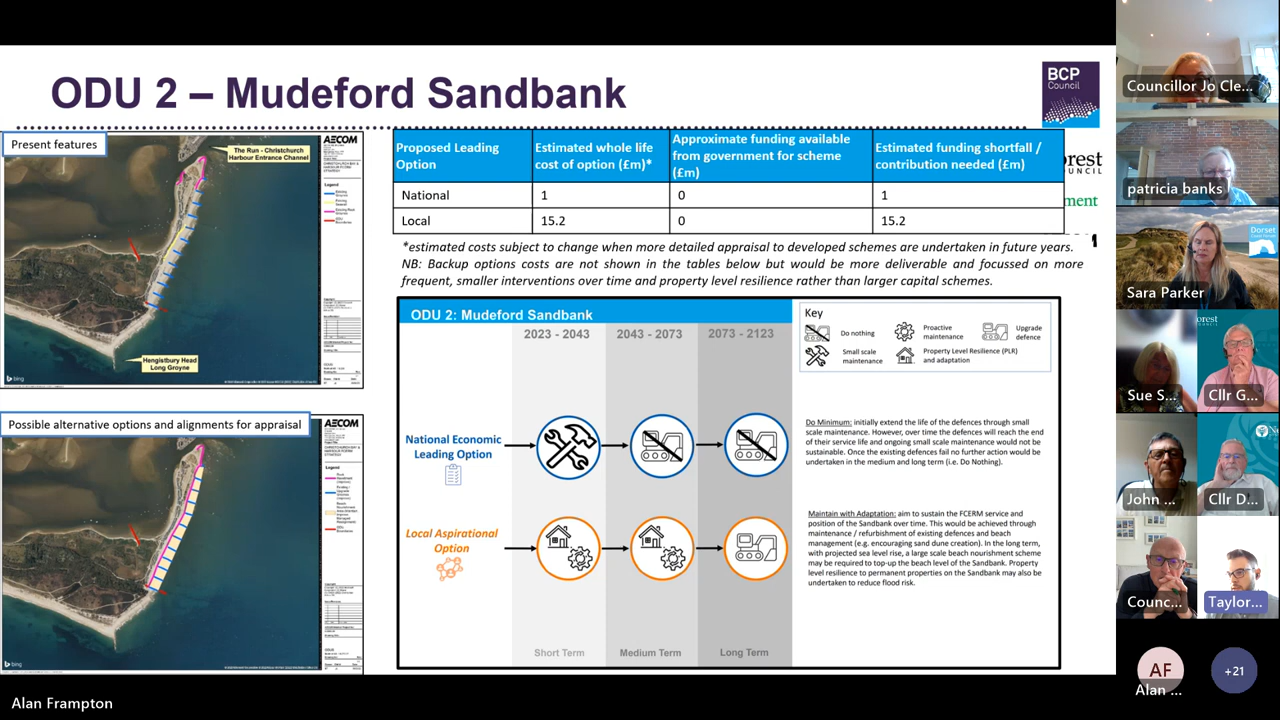 ODU 2 – Mudeford Sandbank
BCP
Council
Present features
The Run - Christchurch
Harbour Entrance Channel
AECOM
Legend
Hengistbury Head
Long Groyne
bing
Possible alternative options and alignments for appraisal
AECOM
Legend
bing
Proposed Leading Option
Estimated whole life cost of option (£m)*
Approximate funding available from government for scheme (£m)
Estimated funding shortfall / contribution needed (£m)
National 1 0 1
Local 15.2 0 15.2
*estimated costs subject to change when more detailed appraisal to developed schemes are undertaken in future years.
NB: Backup options costs are not shown in the tables below but would be more deliverable and focussed on more
frequent, smaller interventions over time and property level resilience rather than larger capital schemes.
ODU 2: Mudeford Sandbank
2023 - 2043 2043 - 2073 2073 - 2123
Key
Do nothing
Proactive
maintenance
Upgrade
defence
Small scale
maintenance
Property Level Resilience (PLR)
and adaptation
National Economic
Leading Option
Do Minimum: initially extend the life of the defences through small
scale maintenance. However, over time the defences will reach the end
of their service life and ongoing small scale maintenance would not be
sustainable. Once the existing defences fail no further action would be
undertaken in the medium and long term (i.e. Do Nothing).
Local Aspirational
Option
Maintain with Adaptation: aim to sustain the FCERM service and
position of the Sandbank over time. This would be achieved through
maintenance / refurbishment of existing defences and beach
management (e.g. encouraging sand dune creation). In the long term,
with projected sea level rise, a large scale beach nourishment scheme
may be required to top-up the beach level of the Sandbank. Property
level resilience to permanent properties on the Sandbank may also be
undertaken to reduce flood risk.
Short Term Medium Term Long Term
Councillor Jo Cle...
patricia banks
Dorset
Sara Parker
Sue S...
Cllr G...
John ...
Cllr D...
Counc...
Taylor...
AF
Alan ...
+21
Alan Frampton